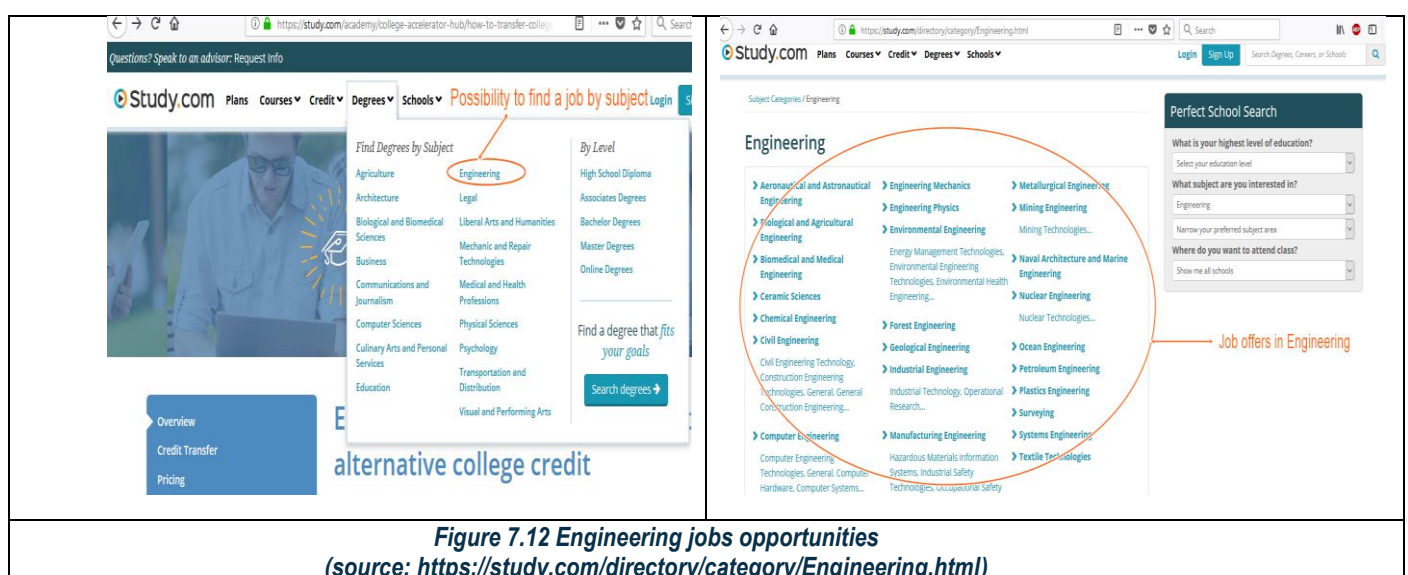 https://study.com/academy/college-accelerator-hub/how-to-transfer-colleg
Search
Questions? Speak to an advisor: Request Info
Study.com Plans Courses Credit Degrees Schools Possibility to find a job by subject Login
Find Degrees by Subject
Agriculture
Architecture
Biological and Biomedical
Sciences
Business
Communications and
Journalism
Computer Sciences
Culinary Arts and Personal
Services
Education
Engineering
Legal
Liberal Arts and Humanities
Mechanic and Repair
Technologies
Medical and Health
Professions
Physical Sciences
Psychology
Transportation and
Distribution
Visual and Performing Arts
By Level
High School Diploma
Associates Degrees
Bachelor Degrees
Master Degrees
Online Degrees
Find a degree that fits
your goals
Search degrees
Overview
Credit Transfer
Pricing
E
alternative college credit
https://study.com/directory/category/Engineering.html
Search
Study.com Plans Courses Credit Degrees Schools Login Sign Up Search Degrees, Careers, or Schools
Subject Categories / Engineering
Engineering
Aeronautical and Astronautical
Engineering
Biological and Agricultural
Engineering
Biomedical and Medical
Engineering
Ceramic Sciences
Chemical Engineering
Civil Engineering
Civil Engineering Technology,
Construction Engineering
Technologies, General, General
Construction Engineering...
Computer Engineering
Computer Engineering
Technologies, General, Computer
Hardware, Computer Systems...
Engineering Mechanics
Engineering Physics
Environmental Engineering
Energy Management Technologies,
Environmental Engineering
Technologies, Environmental Health
Engineering...
Forest Engineering
Geological Engineering
Industrial Engineering
Industrial Technology, Operational
Research...
Manufacturing Engineering
Hazardous Materials Information
Systems, Industrial Safety
Technologies, Occupational Safety
Metallurgical Engineering
Mining Engineering
Mining Technologies...
Naval Architecture and Marine
Engineering
Nuclear Engineering
Nuclear Technologies...
Ocean Engineering
Petroleum Engineering
Plastics Engineering
Surveying
Systems Engineering
Textile Technologies
Perfect School Search
What is your highest level of education?
Select your education level
What subject are you interested in?
Engineering
Narrow your preferred subject area
Where do you want to attend class?
Show me all schools
Job offers in Engineering
Figure 7.12 Engineering jobs opportunities
(source: https://study.com/directory/category/Engineering.html)